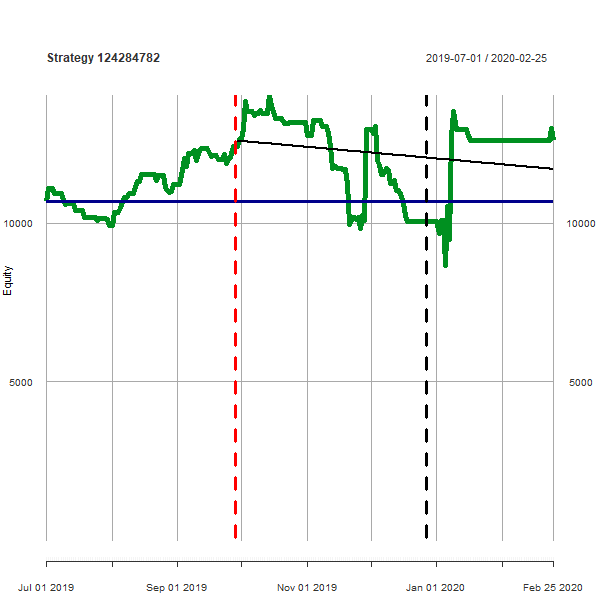 Strategy 124284782
2019-07-01 / 2020-02-25
10000
10000
Equity
5000
5000
Jul 01 2019
Sep 01 2019
Nov 01 2019
Jan 01 2020
Feb 25 2020